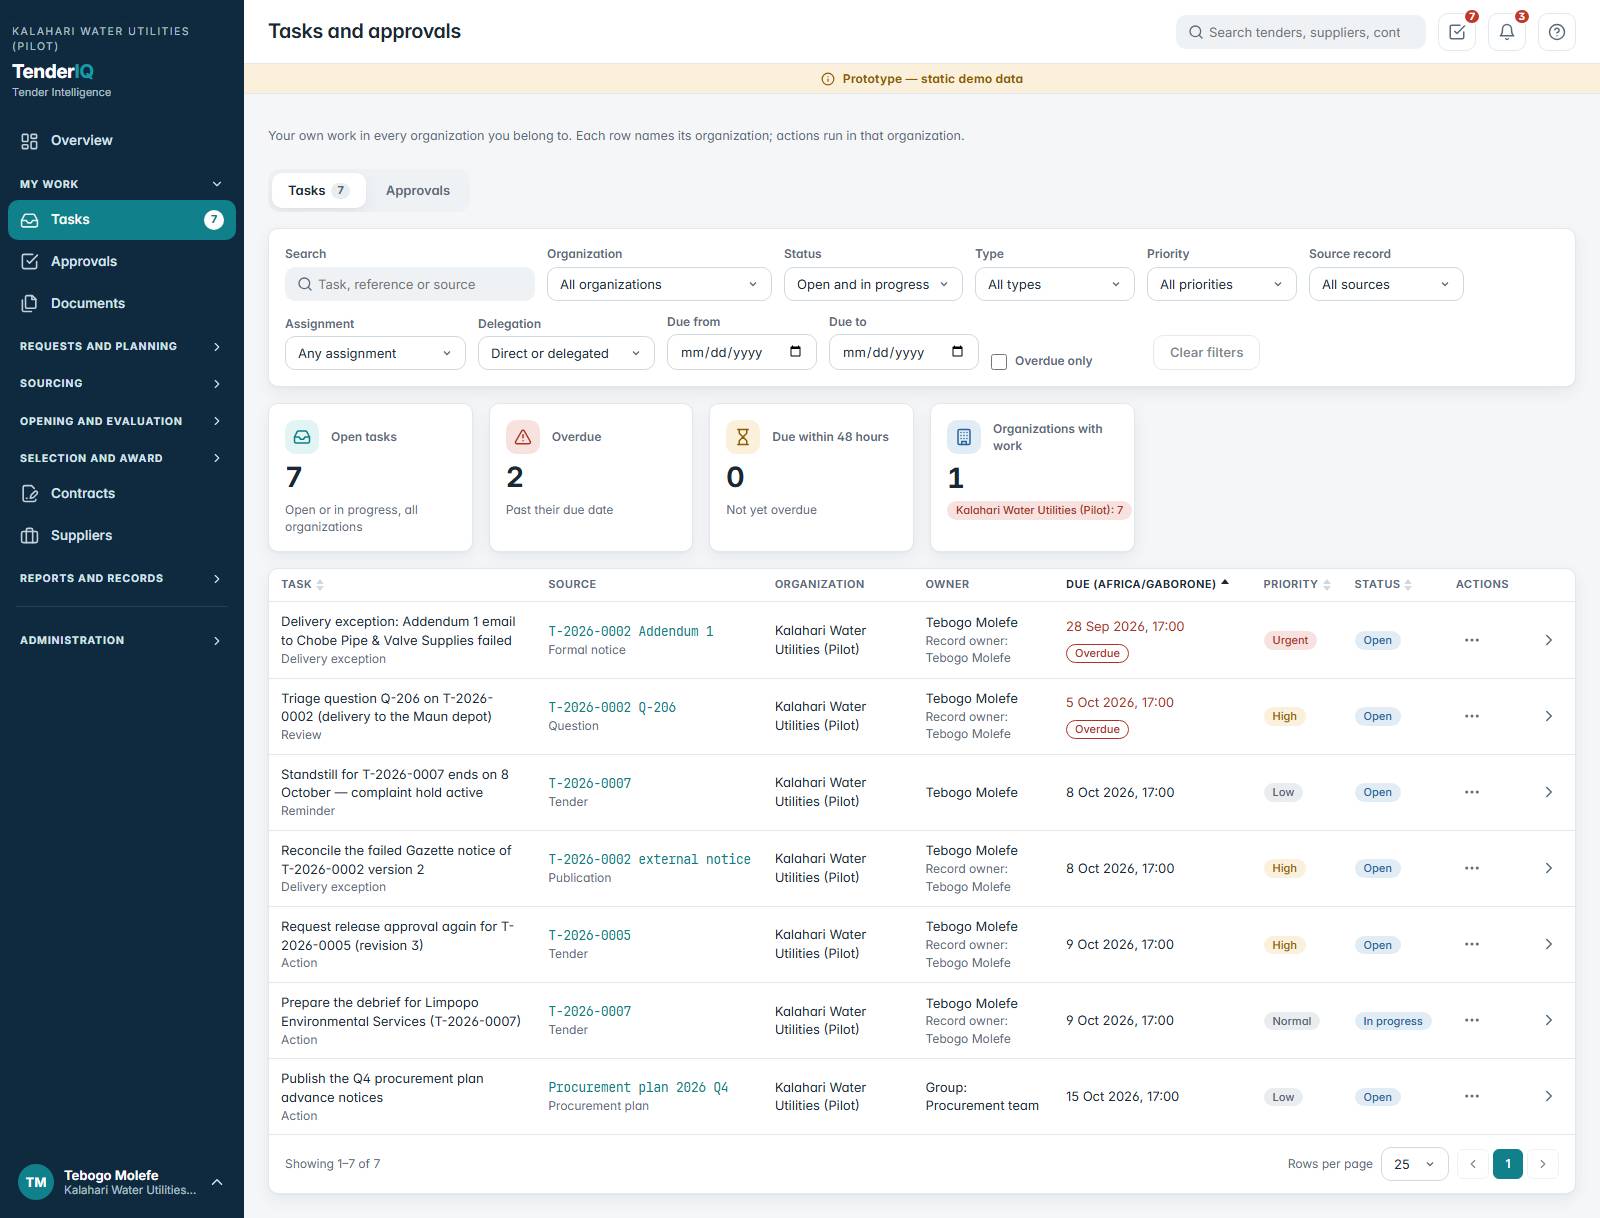 KALAHARI WATER UTILITIES
(PILOT)
TenderIQ
Tender Intelligence
Overview
MY WORK
Tasks 7
Approvals
Documents
REQUESTS AND PLANNING
SOURCING
OPENING AND EVALUATION
SELECTION AND AWARD
Contracts
Suppliers
REPORTS AND RECORDS
ADMINISTRATION
TM
Tebogo Molefe
Kalahari Water Utilities...
Tasks and approvals
Search tenders, suppliers, cont
7
3
Prototype — static demo data
Your own work in every organization you belong to. Each row names its organization; actions run in that organization.
Tasks 7 Approvals
Search Organization Status Type Priority Source record
Task, reference or source All organizations Open and in progress All types All priorities All sources
Assignment Delegation Due from Due to
Any assignment Direct or delegated mm/dd/yyyy mm/dd/yyyy Overdue only Clear filters
Open tasks
7
Open or in progress, all
organizations
Overdue
2
Past their due date
Due within 48 hours
0
Not yet overdue
Organizations with
work
1
Kalahari Water Utilities (Pilot): 7
TASK SOURCE ORGANIZATION OWNER DUE (AFRICA/GABORONE) PRIORITY STATUS ACTIONS
Delivery exception: Addendum 1 email
to Chobe Pipe & Valve Supplies failed
Delivery exception
T-2026-0002 Addendum 1
Formal notice
Kalahari Water
Utilities (Pilot)
Tebogo Molefe
Record owner:
Tebogo Molefe
28 Sep 2026, 17:00
Overdue
Urgent
Open
Triage question Q-206 on T-2026-
0002 (delivery to the Maun depot)
Review
T-2026-0002 Q-206
Question
Kalahari Water
Utilities (Pilot)
Tebogo Molefe
Record owner:
Tebogo Molefe
5 Oct 2026, 17:00
Overdue
High
Open
Standstill for T-2026-0007 ends on 8
October — complaint hold active
Reminder
T-2026-0007
Tender
Kalahari Water
Utilities (Pilot)
Tebogo Molefe
8 Oct 2026, 17:00
Low
Open
Reconcile the failed Gazette notice of
T-2026-0002 version 2
Delivery exception
T-2026-0002 external notice
Publication
Kalahari Water
Utilities (Pilot)
Tebogo Molefe
Record owner:
Tebogo Molefe
8 Oct 2026, 17:00
High
Open
Request release approval again for T-
2026-0005 (revision 3)
Action
T-2026-0005
Tender
Kalahari Water
Utilities (Pilot)
Tebogo Molefe
Record owner:
Tebogo Molefe
9 Oct 2026, 17:00
High
Open
Prepare the debrief for Limpopo
Environmental Services (T-2026-0007)
Action
T-2026-0007
Tender
Kalahari Water
Utilities (Pilot)
Tebogo Molefe
Record owner:
Tebogo Molefe
9 Oct 2026, 17:00
Normal
In progress
Publish the Q4 procurement plan
advance notices
Action
Procurement plan 2026 Q4
Procurement plan
Kalahari Water
Utilities (Pilot)
Group:
Procurement team
15 Oct 2026, 17:00
Low
Open
Showing 1–7 of 7
Rows per page 25 1